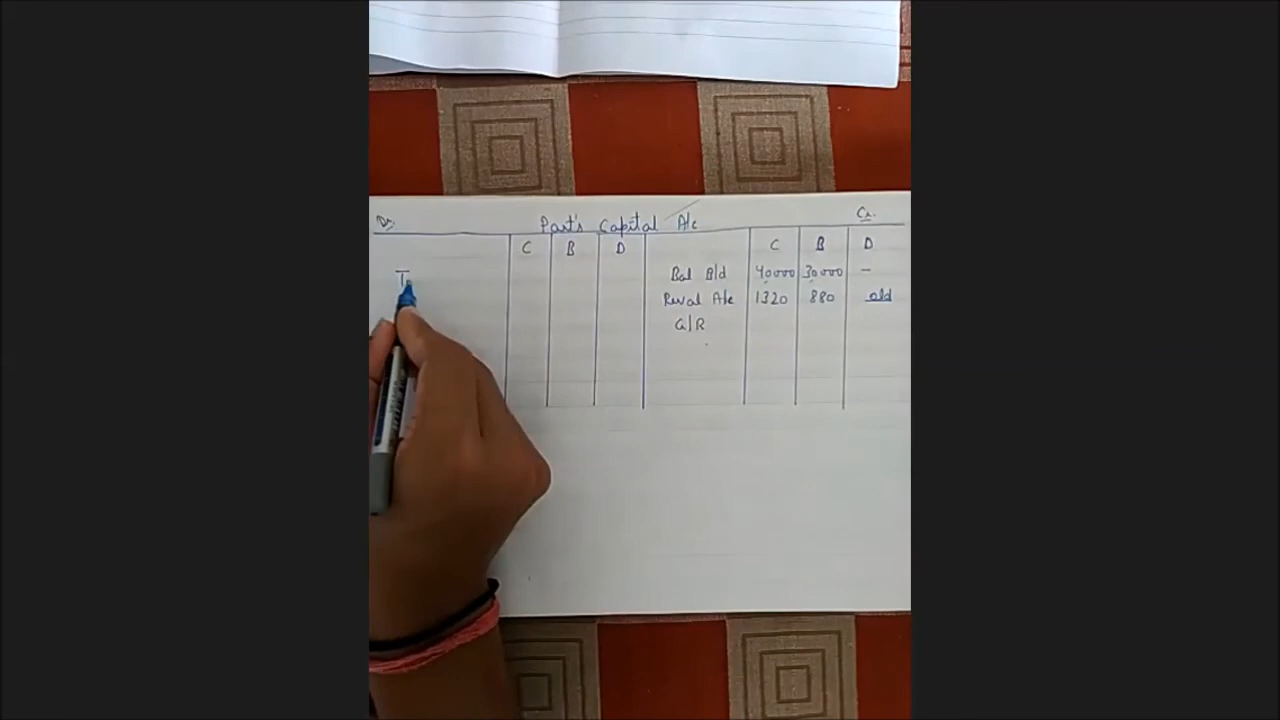 Dr. Part's Capital A/c Cr.
C B D C B D
Bal B/d 40000 30000 -
Reval A/c 1320 880 old
G/R
T